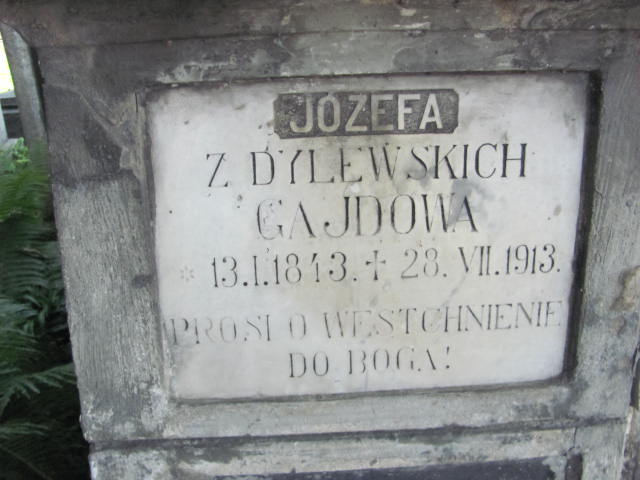 JÓZEFA
Z DYLEWSKICH
GAJDOWA
* 13.I.1843. + 28. VII.1913.
PROSI O WESTCHNIENIE
DO BOGA!